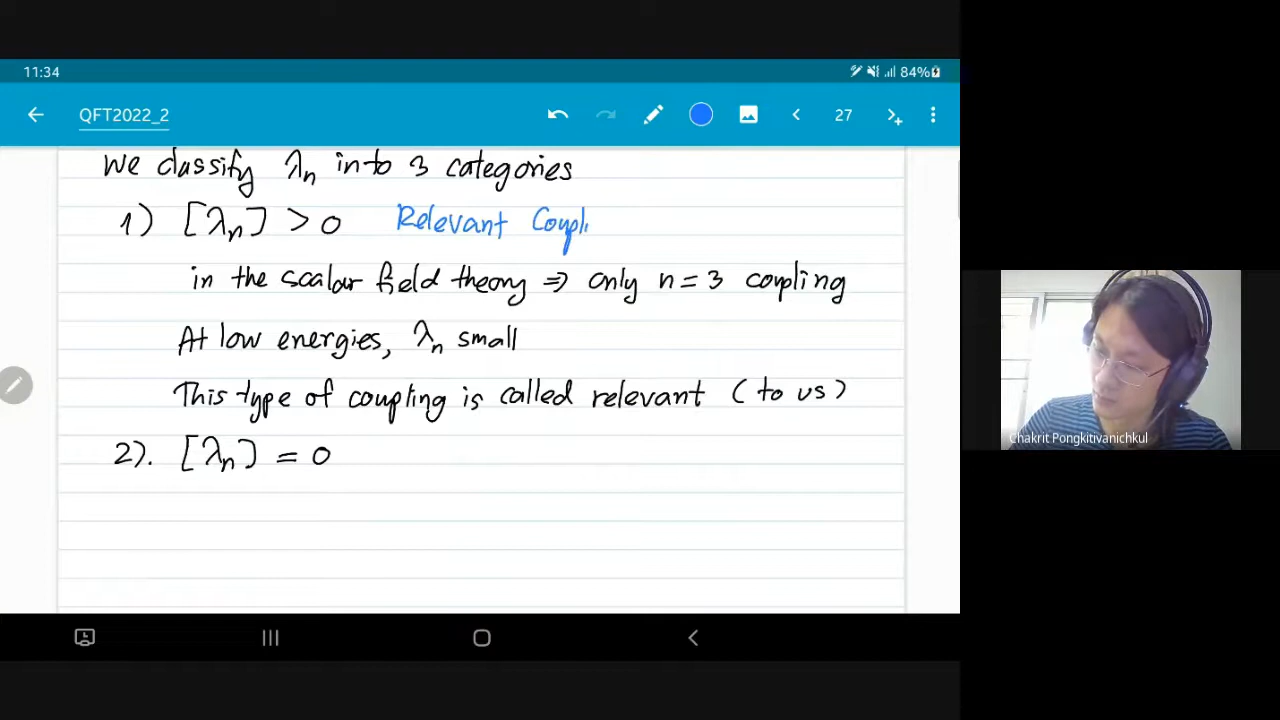 11:34
84%
QFT2022_2
27
We classify λn into 3 categories
1) [λn] > 0 Relevant Coupli
in the scalar field theory ⇒ only n = 3 coupling
At low energies, λn small
This type of coupling is called relevant (to us)
2). [λn] = 0
Chakrit Pongkitivanichkul